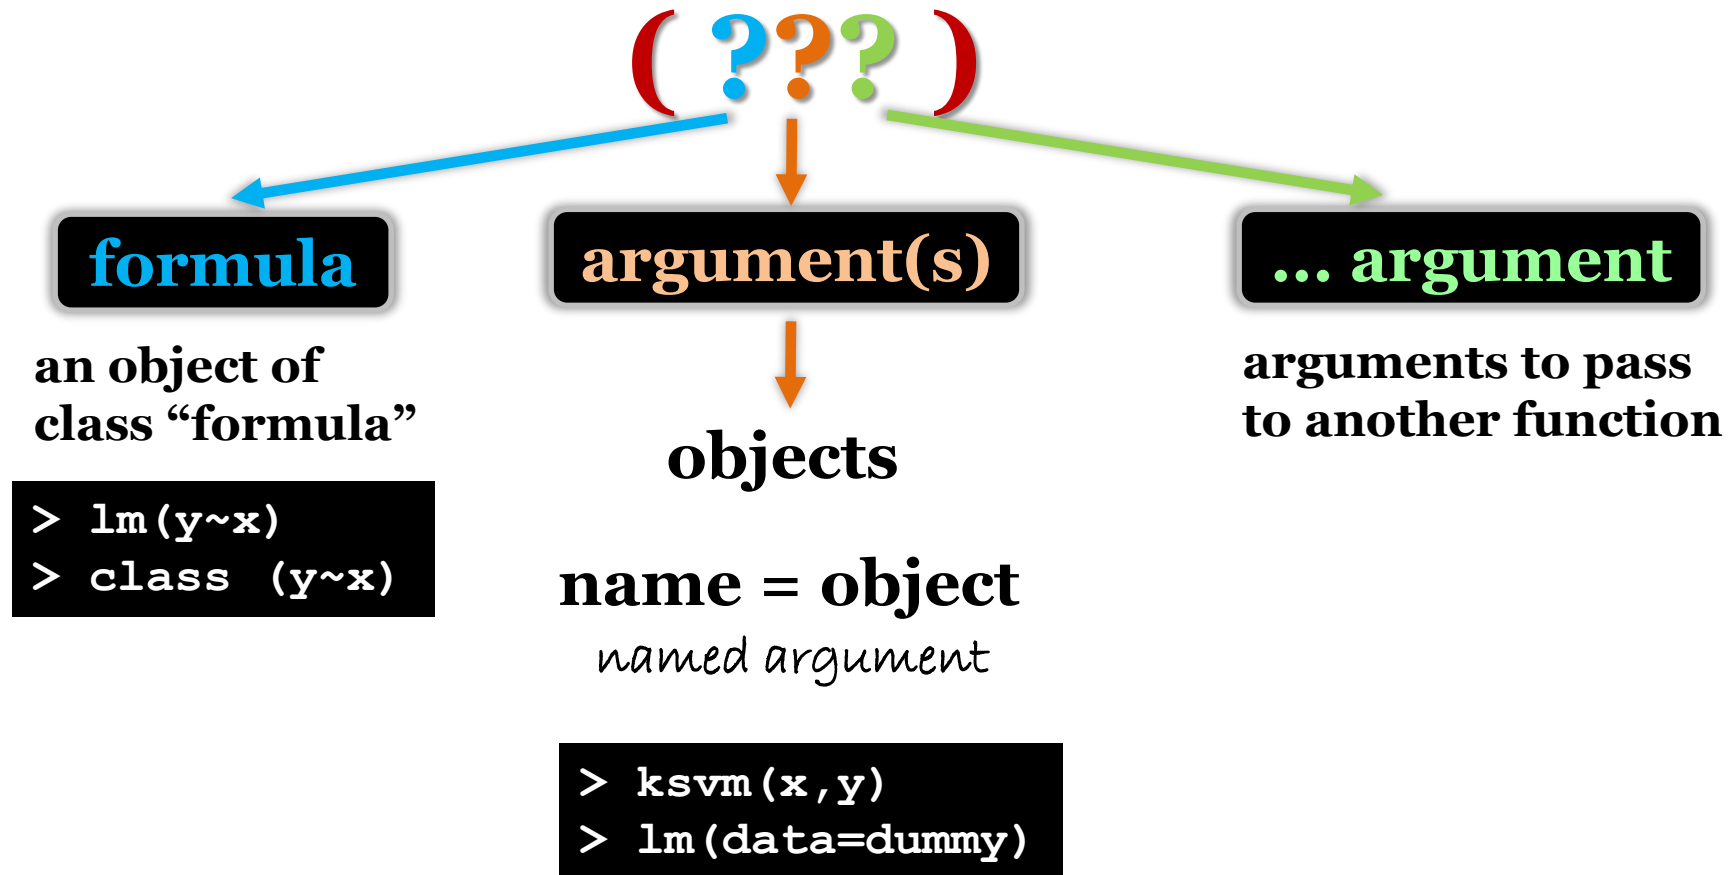 ( ??? )
formula
an object of
class “formula”
> lm(y~x)
> class (y~x)
argument(s)
objects
name = object
named argument
> ksvm(x,y)
> lm(data=dummy)
... argument
arguments to pass
to another function